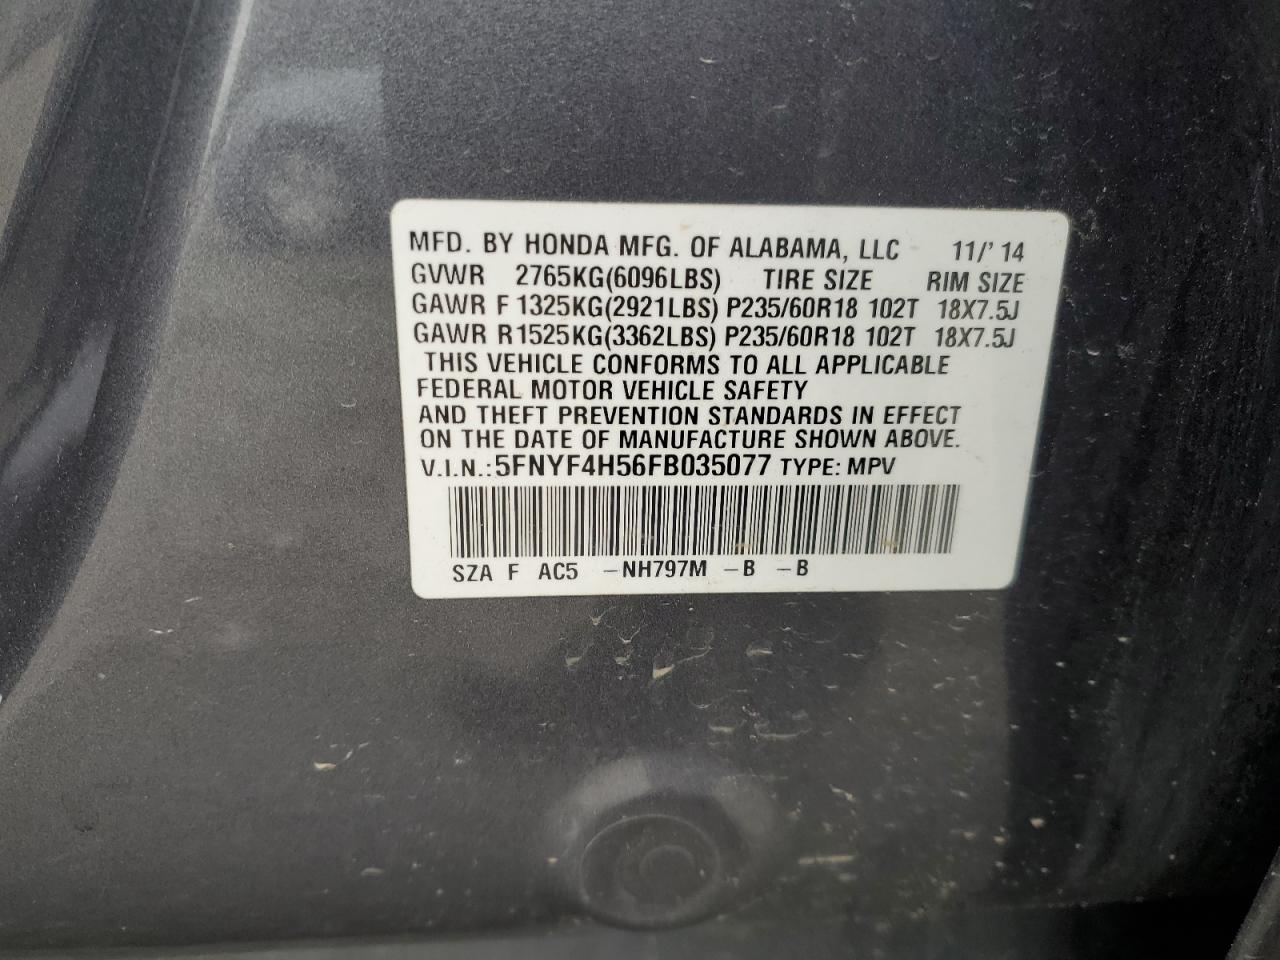 MFD. BY HONDA MFG. OF ALABAMA, LLC 11/' 14
GVWR 2765KG(6096LBS) TIRE SIZE RIM SIZE
GAWR F 1325KG(2921LBS) P235/60R18 102T 18X7.5J
GAWR R1525KG(3362LBS) P235/60R18 102T 18X7.5J
THIS VEHICLE CONFORMS TO ALL APPLICABLE
FEDERAL MOTOR VEHICLE SAFETY
AND THEFT PREVENTION STANDARDS IN EFFECT
ON THE DATE OF MANUFACTURE SHOWN ABOVE.
V.I.N.:5FNYF4H56FB035077 TYPE: MPV
SZA F AC5 -NH797M -B -B